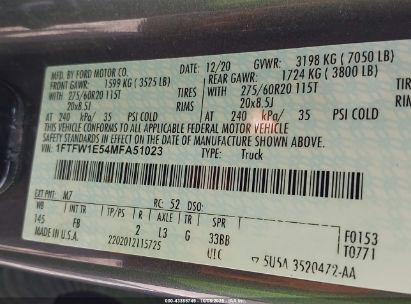 MFD. BY FORD MOTOR CO. DATE: 12/20 GVWR: 3198 KG ( 7050 LB)
FRONT GAWR: 1599 KG ( 3525 LB) REAR GAWR: 1724 KG ( 3800 LB)
WITH 275/60R20 115T TIRES WITH 275/60R20 115T
20x8.5J RIMS 20x8.5J
AT 240 kPa/ 35 PSI COLD AT 240 kPa/ 35
THIS VEHICLE CONFORMS TO ALL APPLICABLE FEDERAL MOTOR VEHICLE
SAFETY STANDARDS IN EFFECT ON THE DATE OF MANUFACTURE SHOWN ABOVE.
VIN: 1FTFW1E54MFA51023 TYPE: Truck
EXT PNT: M7 RC: 52 DSO:
WB INT TR TP/PS R AXLE TR SPR
145 FB 2 L3 G 33BB F0153
MADE IN U.S.A. 2202012115725 UTC T0771
5U5A 3520472-AA